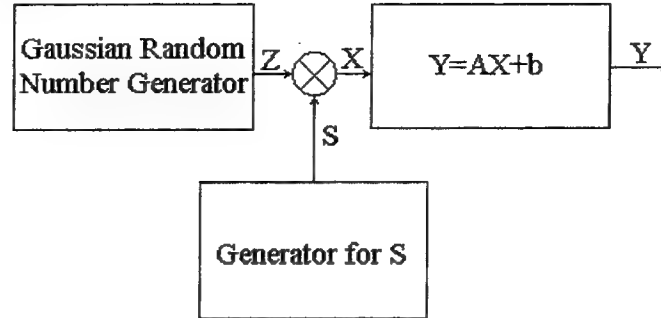 Gaussian Random
Number Generator
Z
X
Y=AX+b
Y
S
Generator for S